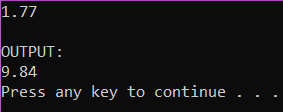 1.77
OUTPUT:
9.84
Press any key to continue . . .